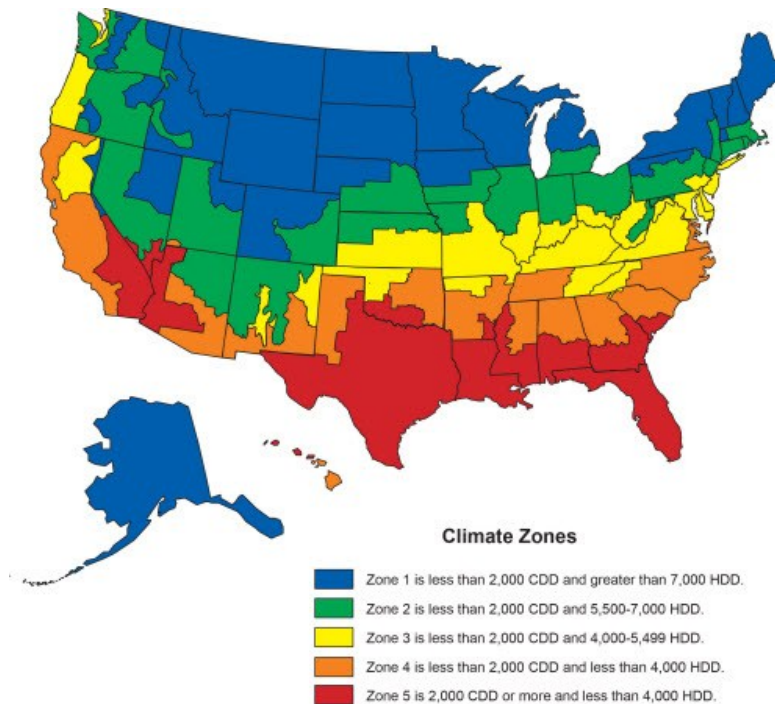 Climate Zones
Zone 1 is less than 2,000 CDD and greater than 7,000 HDD.
Zone 2 is less than 2,000 CDD and 5,500-7,000 HDD.
Zone 3 is less than 2,000 CDD and 4,000-5,499 HDD.
Zone 4 is less than 2,000 CDD and less than 4,000 HDD.
Zone 5 is 2,000 CDD or more and less than 4,000 HDD.